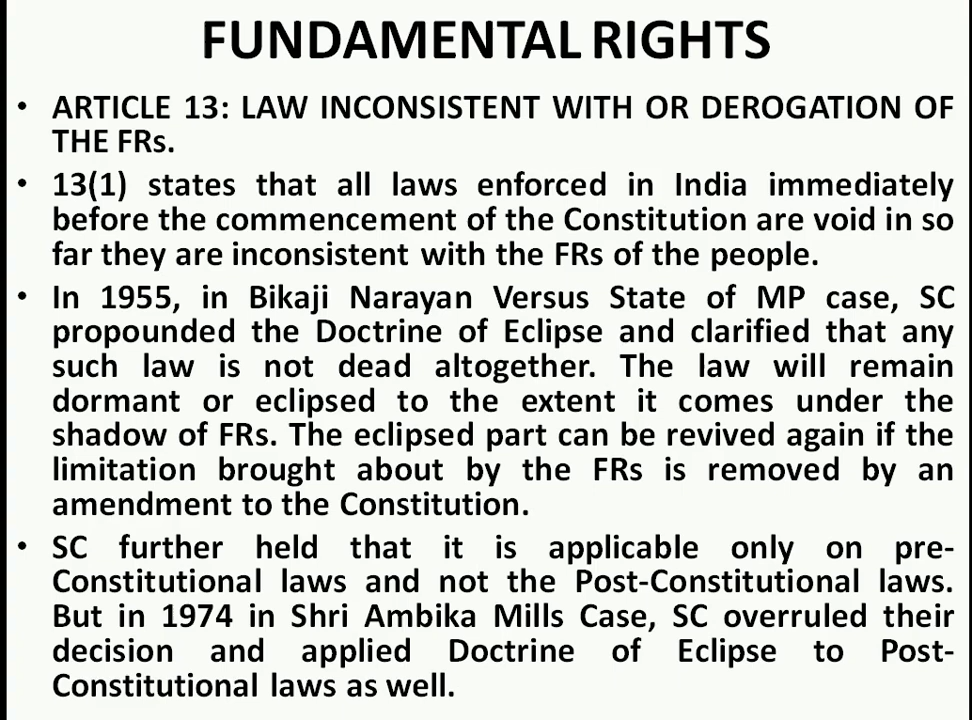 FUNDAMENTAL RIGHTS
• ARTICLE 13: LAW INCONSISTENT WITH OR DEROGATION OF
THE FRs.
• 13(1) states that all laws enforced in India immediately
before the commencement of the Constitution are void in so
far they are inconsistent with the FRs of the people.
• In 1955, in Bikaji Narayan Versus State of MP case, SC
propounded the Doctrine of Eclipse and clarified that any
such law is not dead altogether. The law will remain
dormant or eclipsed to the extent it comes under the
shadow of FRs. The eclipsed part can be revived again if the
limitation brought about by the FRs is removed by an
amendment to the Constitution.
• SC further held that it is applicable only on pre-
Constitutional laws and not the Post-Constitutional laws.
But in 1974 in Shri Ambika Mills Case, SC overruled their
decision and applied Doctrine of Eclipse to Post-
Constitutional laws as well.